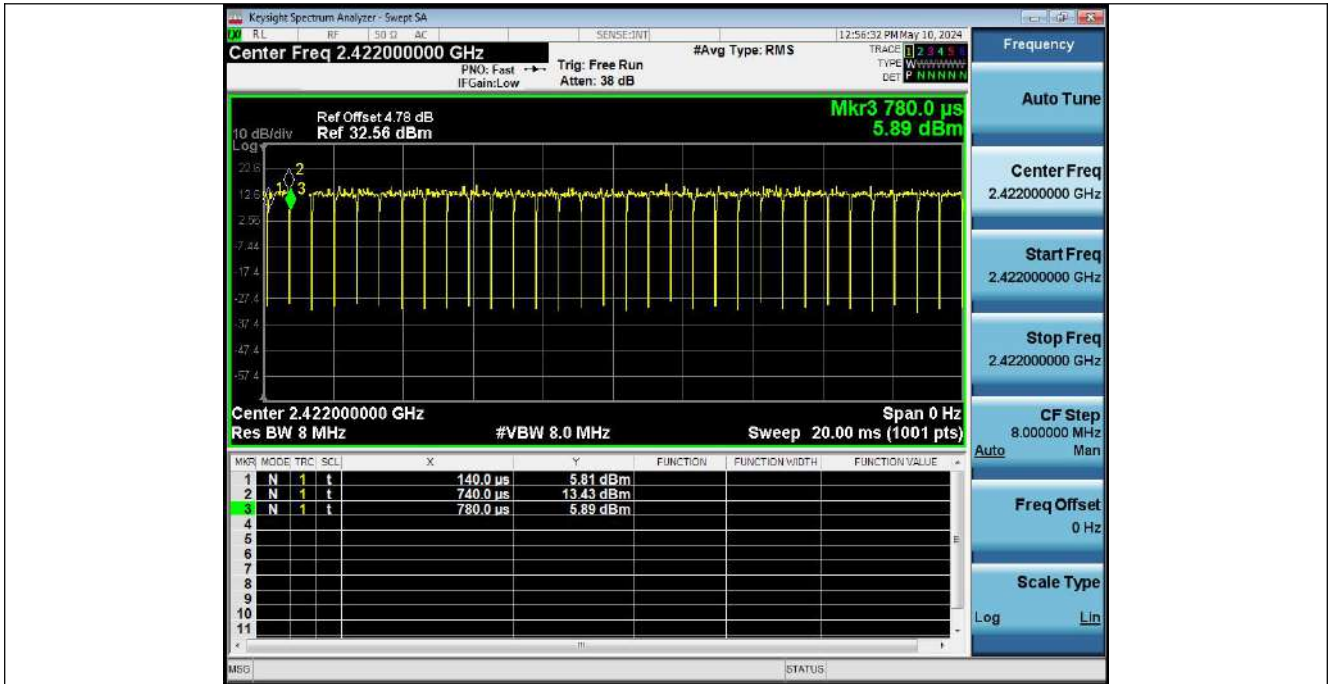 Keysight Spectrum Analyzer - Swept SA
RL RF 50 Ω AC SENSE:INT 12:56:32 PM May 10, 2024
Center Freq 2.422000000 GHz #Avg Type: RMS TRACE 1 2 3 4 5 6
PNO: Fast Trig: Free Run TYPE WWWWWW
IFGain:Low Atten: 38 dB DET P N N N N N
Frequency
Mkr3 780.0 µs
5.89 dBm
Ref Offset 4.78 dB
10 dB/div Ref 32.56 dBm
Log
22.6
12.6
2.56
-7.44
-17.4
-27.4
-37.4
-47.4
-57.4
1
2
3
Center 2.422000000 GHz Span 0 Hz
Res BW 8 MHz #VBW 8.0 MHz Sweep 20.00 ms (1001 pts)
MKR MODE TRC SCL X Y FUNCTION FUNCTION WIDTH FUNCTION VALUE
1 N 1 t 140.0 µs 5.81 dBm
2 N 1 t 740.0 µs 13.43 dBm
3 N 1 t 780.0 µs 5.89 dBm
4
5
6
7
8
9
10
11
MSG STATUS
Auto Tune
Center Freq
2.422000000 GHz
Start Freq
2.422000000 GHz
Stop Freq
2.422000000 GHz
CF Step
8.000000 MHz
Auto Man
Freq Offset
0 Hz
Scale Type
Log Lin